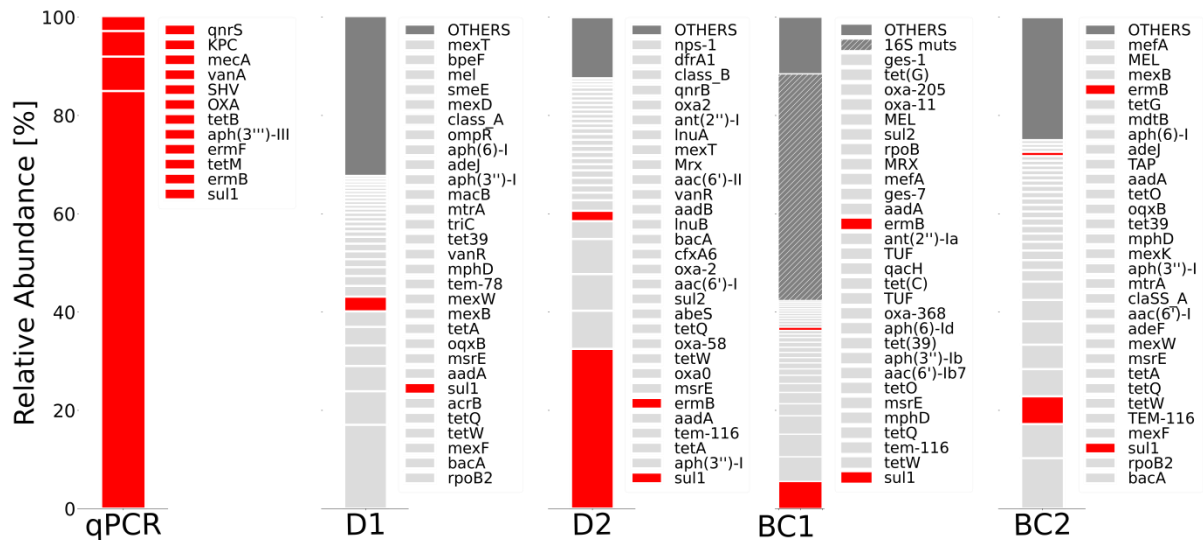 Relative Abundance [%]
100
80
60
40
20
0
qPCR
qnrS
KPC
mecA
vanA
SHV
OXA
tetB
aph(3''')-III
ermF
tetM
ermB
sul1
D1
OTHERS
mexT
bpeF
mel
smeE
mexD
class_A
ompR
aph(6)-I
adeJ
aph(3'')-I
macB
mtrA
triC
tet39
vanR
mphD
tem-78
mexW
mexB
tetA
oqxB
msrE
aadA
sul1
acrB
tetQ
tetW
mexF
bacA
rpoB2
D2
OTHERS
nps-1
dfrA1
class_B
qnrB
oxa2
ant(2'')-I
lnuA
mexT
Mrx
aac(6')-II
vanR
aadB
lnuB
bacA
cfxA6
oxa-2
aac(6')-I
sul2
abeS
tetQ
oxa-58
tetW
oxa0
msrE
ermB
aadA
tem-116
tetA
aph(3'')-I
sul1
BC1
OTHERS
16S muts
ges-1
tet(G)
oxa-205
oxa-11
MEL
sul2
rpoB
MRX
mefA
ges-7
aadA
ermB
ant(2'')-Ia
TUF
qacH
tet(C)
TUF
oxa-368
aph(6)-Id
tet(39)
aph(3'')-Ib
aac(6')-Ib7
tetO
msrE
mphD
tetQ
tem-116
tetW
sul1
BC2
OTHERS
mefA
MEL
mexB
ermB
tetG
mdtB
aph(6)-I
adeJ
TAP
aadA
tetO
oqxB
tet39
mphD
mexK
aph(3'')-I
mtrA
claSS_A
aac(6')-I
adeF
mexW
msrE
tetA
tetQ
tetW
TEM-116
mexF
sul1
rpoB2
bacA